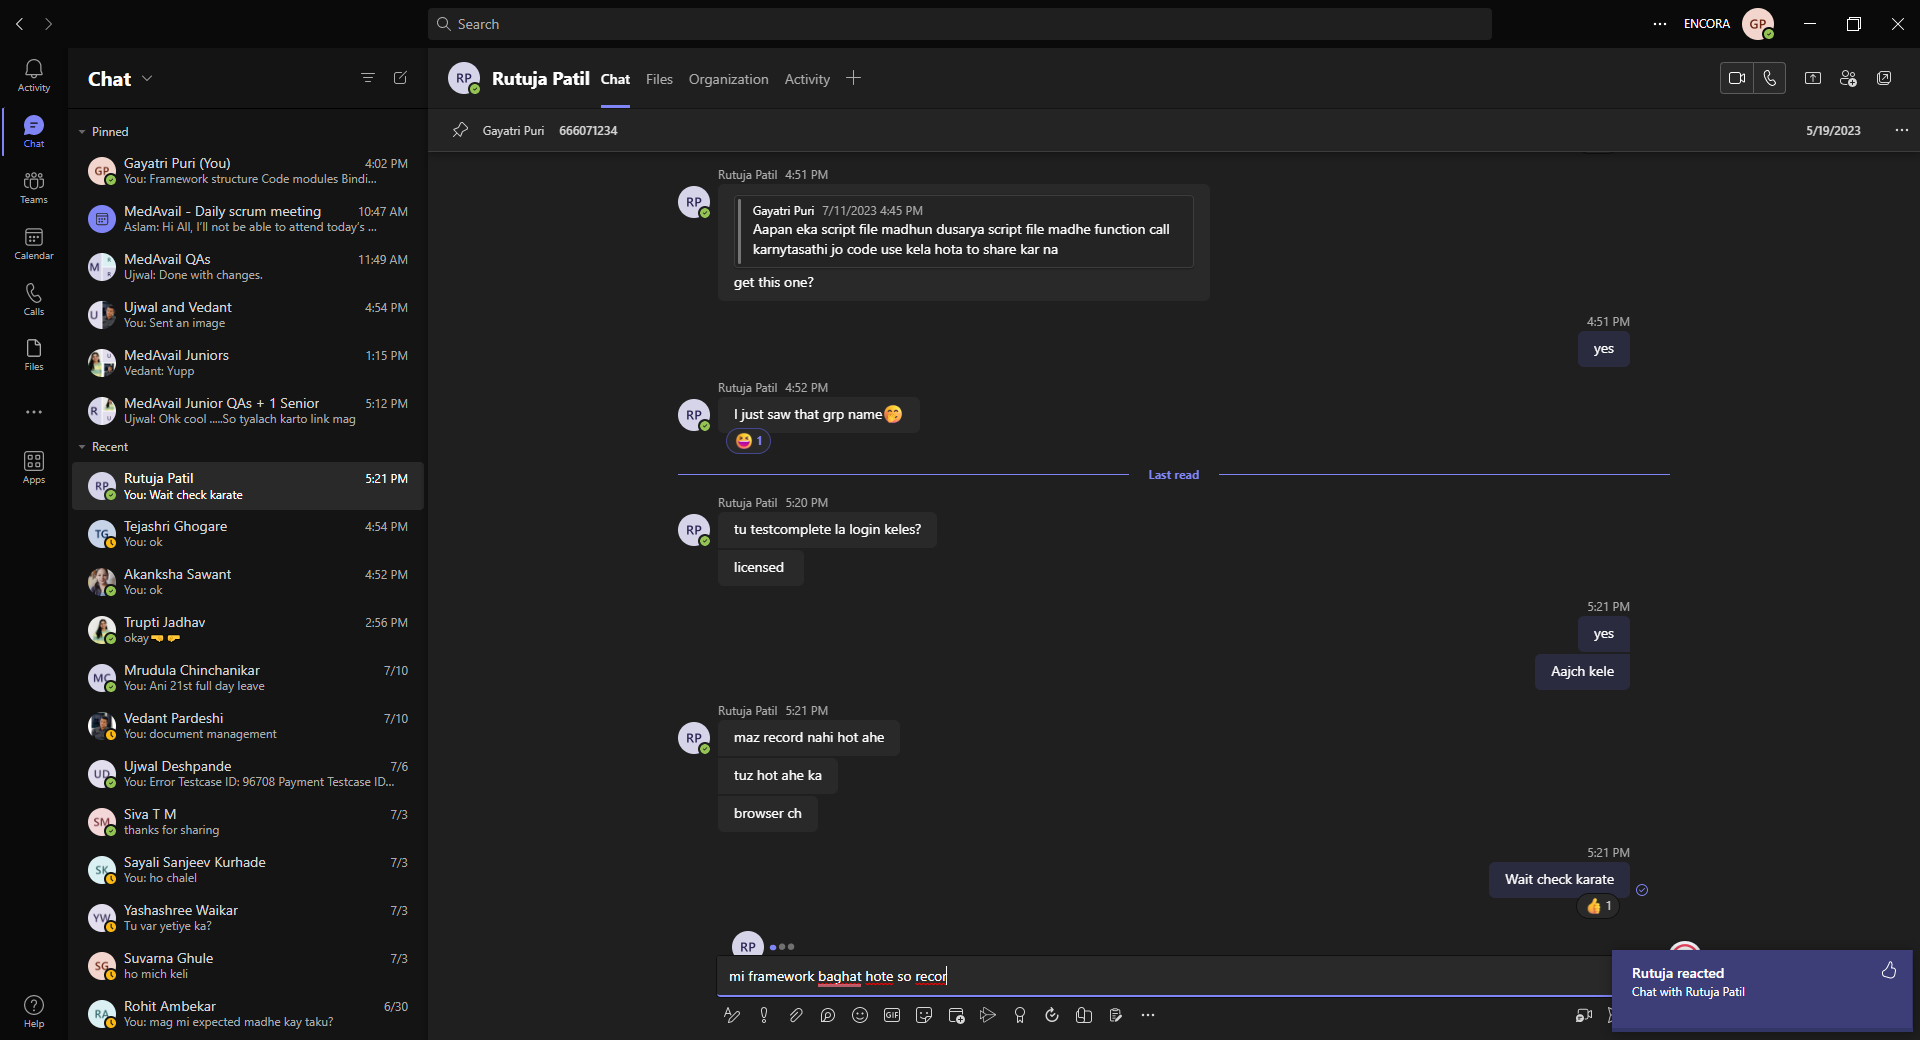 Search
ENCORA
GP
Activity
Chat
Teams
Calendar
Calls
Files
Apps
Help
Chat
Pinned
GP
Gayatri Puri (You)
4:02 PM
You: Framework structure Code modules Bindi...
MedAvail - Daily scrum meeting
10:47 AM
Aslam: Hi All, I'll not be able to attend today's ...
M
R
MedAvail QAs
11:49 AM
Ujwal: Done with changes.
U
Ujwal and Vedant
4:54 PM
You: Sent an image
U
MedAvail Juniors
1:15 PM
Vedant: Yupp
R
U
MedAvail Junior QAs + 1 Senior
5:12 PM
Ujwal: Ohk cool .....So tyalach karto link mag
Recent
RP
Rutuja Patil
5:21 PM
You: Wait check karate
TG
Tejashri Ghogare
4:54 PM
You: ok
Akanksha Sawant
4:52 PM
You: ok
Trupti Jadhav
2:56 PM
okay🤜 🤛
MC
Mrudula Chinchanikar
7/10
You: Ani 21st full day leave
Vedant Pardeshi
7/10
You: document management
UD
Ujwal Deshpande
7/6
You: Error Testcase ID: 96708 Payment Testcase ID...
SM
Siva T M
7/3
thanks for sharing
SK
Sayali Sanjeev Kurhade
7/3
You: ho chalel
YW
Yashashree Waikar
7/3
Tu var yetiye ka?
SG
Suvarna Ghule
7/3
ho mich keli
RA
Rohit Ambekar
6/30
You: mag mi expected madhe kay taku?
RP
Rutuja Patil
Chat
Files
Organization
Activity
Gayatri Puri 666071234
5/19/2023
Rutuja Patil 4:51 PM
RP
Gayatri Puri 7/11/2023 4:45 PM
Aapan eka script file madhun dusarya script file madhe function call
karnytasathi jo code use kela hota to share kar na
get this one?
4:51 PM
yes
Rutuja Patil 4:52 PM
RP
I just saw that grp name🤭
😆 1
Last read
Rutuja Patil 5:20 PM
RP
tu testcomplete la login keles?
licensed
5:21 PM
yes
Aajch kele
Rutuja Patil 5:21 PM
RP
maz record nahi hot ahe
tuz hot ahe ka
browser ch
5:21 PM
Wait check karate
👍 1
RP
mi framework baghat hote so recor
GIF
Rutuja reacted
Chat with Rutuja Patil